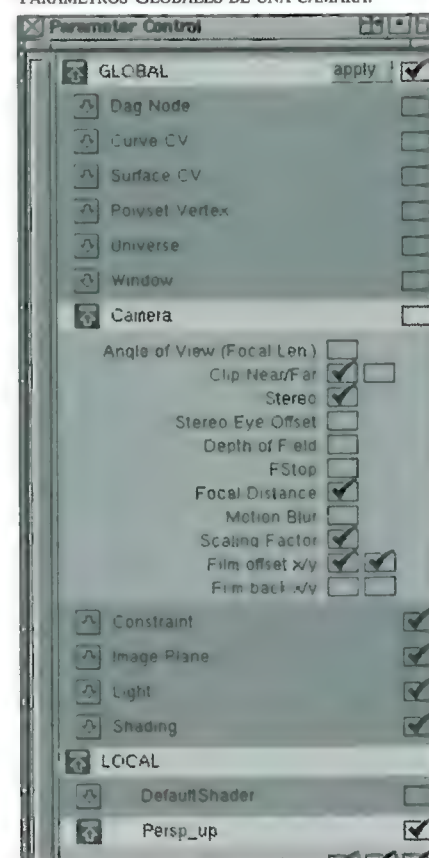 PARÁMETROS GLOBALES DE UNA CÁMARA.
Parameter Control
GLOBAL apply
Dag Node
Curve CV
Surface CV
Polyset Vertex
Universe
Window
Camera
Angle of View (Focal Len.)
Clip Near/Far
Stereo
Stereo Eye Offset
Depth of Field
FStop
Focal Distance
Motion Blur
Scaling Factor
Film offset x/y
Film back x/y
Constraint
Image Plane
Light
Shading
LOCAL
DefaultShader
Persp_up